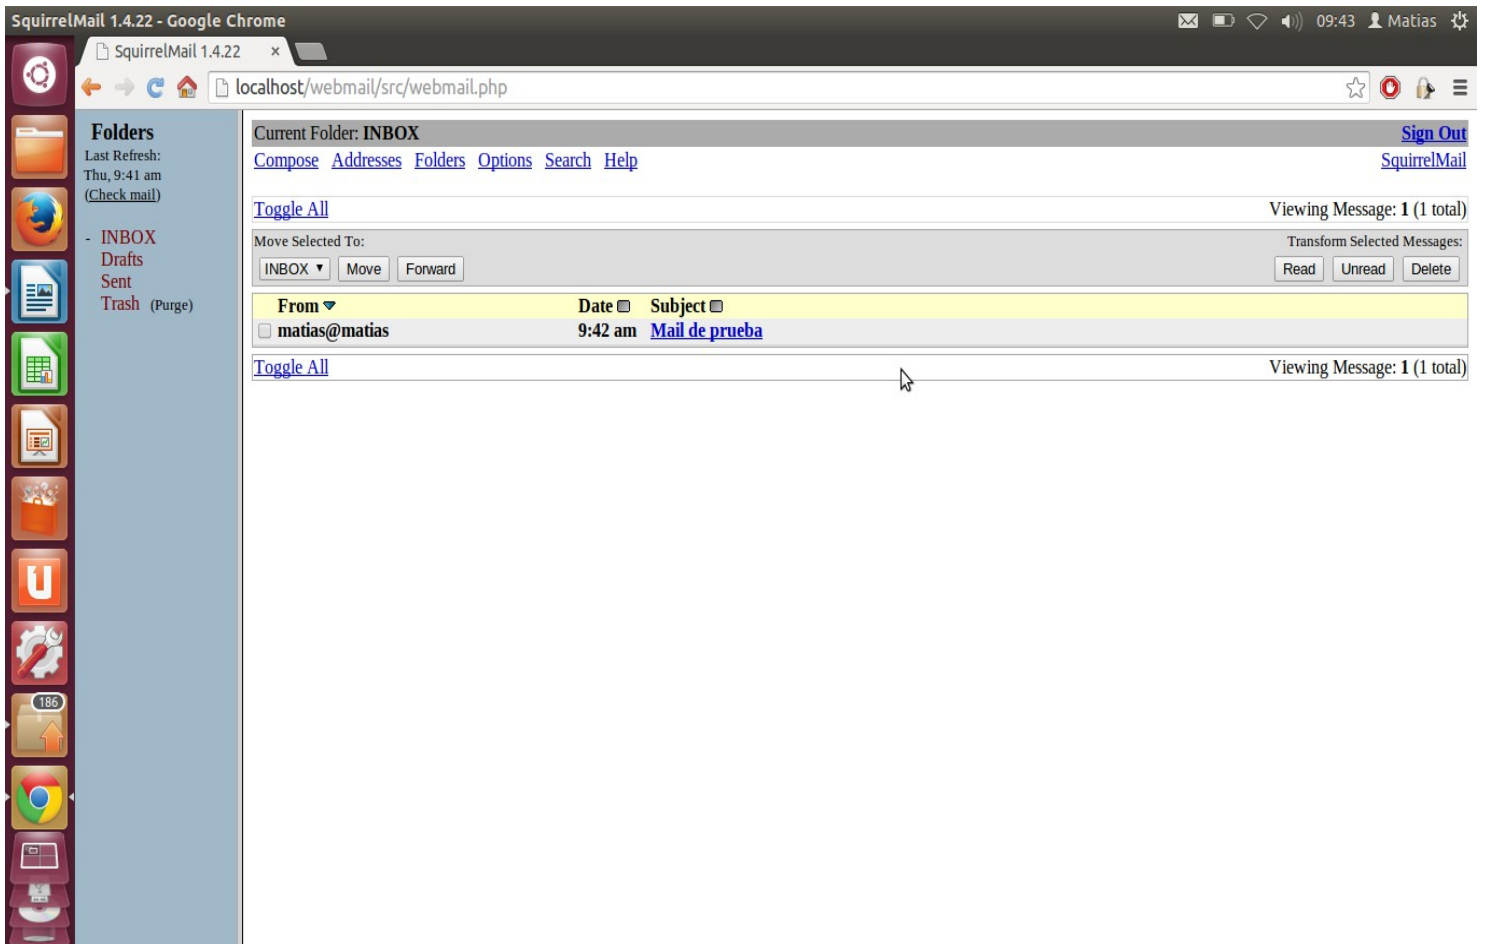 SquirrelMail 1.4.22 - Google Chrome 09:43 Matias
SquirrelMail 1.4.22 ×
localhost/webmail/src/webmail.php
Folders
Last Refresh:
Thu, 9:41 am
(Check mail)
- INBOX
Drafts
Sent
Trash (Purge)
Current Folder: INBOX Sign Out
Compose Addresses Folders Options Search Help SquirrelMail
Toggle All Viewing Message: 1 (1 total)
Move Selected To: Transform Selected Messages:
INBOX Move Forward Read Unread Delete
From Date Subject
matias@matias 9:42 am Mail de prueba
Toggle All Viewing Message: 1 (1 total)
186